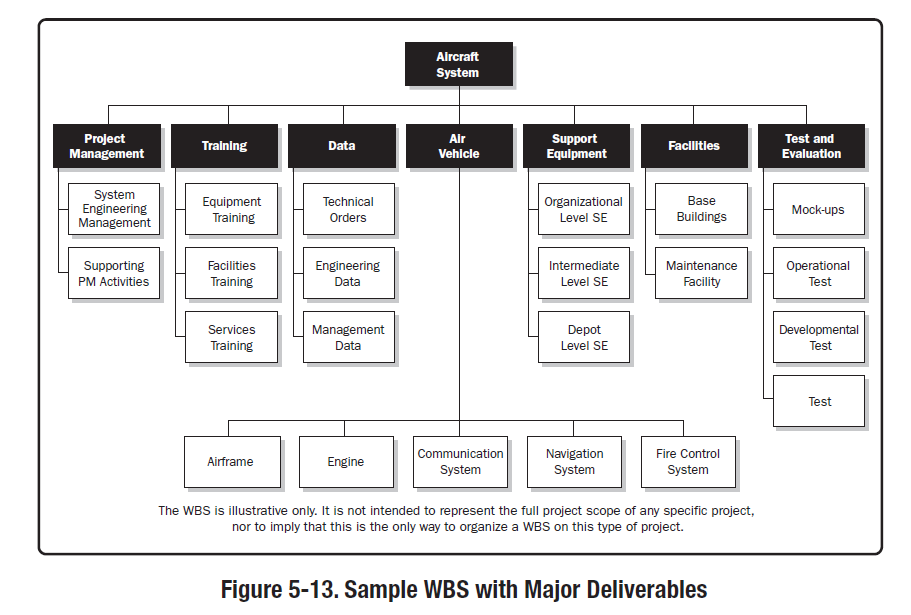 Aircraft
System
Project
Management
Training
Data
Air
Vehicle
Support
Equipment
Facilities
Test and
Evaluation
System
Engineering
Management
Equipment
Training
Technical
Orders
Organizational
Level SE
Base
Buildings
Mock-ups
Supporting
PM Activities
Facilities
Training
Engineering
Data
Intermediate
Level SE
Maintenance
Facility
Operational
Test
Services
Training
Management
Data
Depot
Level SE
Developmental
Test
Test
Airframe
Engine
Communication
System
Navigation
System
Fire Control
System
The WBS is illustrative only. It is not intended to represent the full project scope of any specific project,
nor to imply that this is the only way to organize a WBS on this type of project.
Figure 5-13. Sample WBS with Major Deliverables